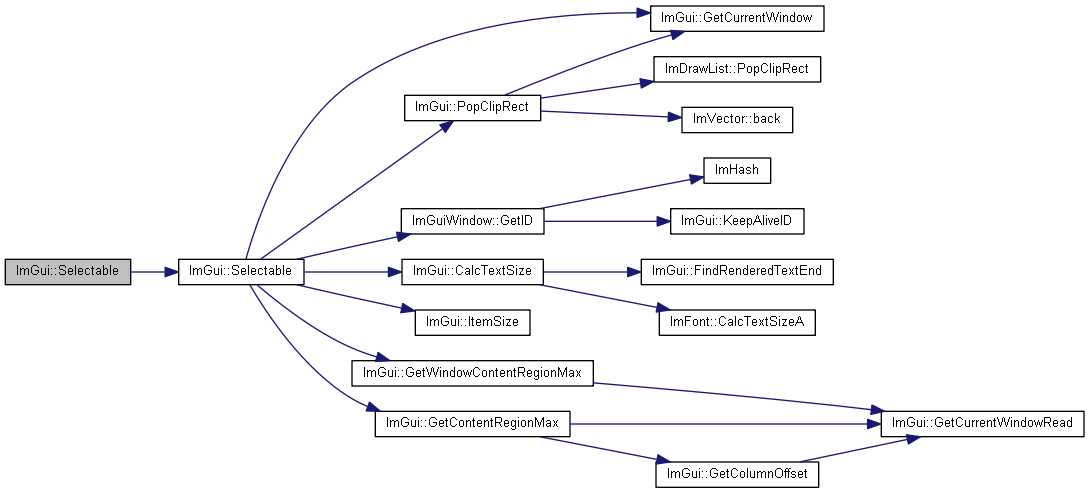 ImGui::GetCurrentWindow
ImDrawList::PopClipRect
ImGui::PopClipRect
ImVector::back
ImHash
ImGuiWindow::GetID
ImGui::KeepAliveID
ImGui::Selectable
ImGui::Selectable
ImGui::CalcTextSize
ImGui::FindRenderedTextEnd
ImGui::ItemSize
ImFont::CalcTextSizeA
ImGui::GetWindowContentRegionMax
ImGui::GetContentRegionMax
ImGui::GetCurrentWindowRead
ImGui::GetColumnOffset